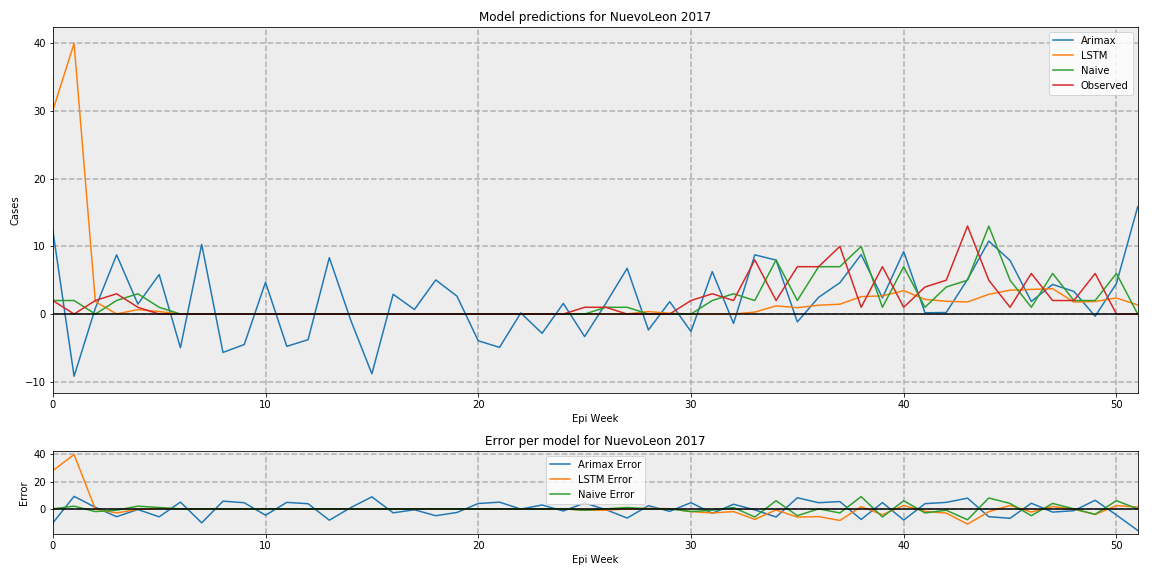 Model predictions for NuevoLeon 2017
40
30
20
10
0
−10
Cases
Arimax
LSTM
Naive
Observed
0 10 20 30 40 50
Epi Week
Error per model for NuevoLeon 2017
40
20
0
Error
Arimax Error
LSTM Error
Naive Error
0 10 20 30 40 50
Epi Week